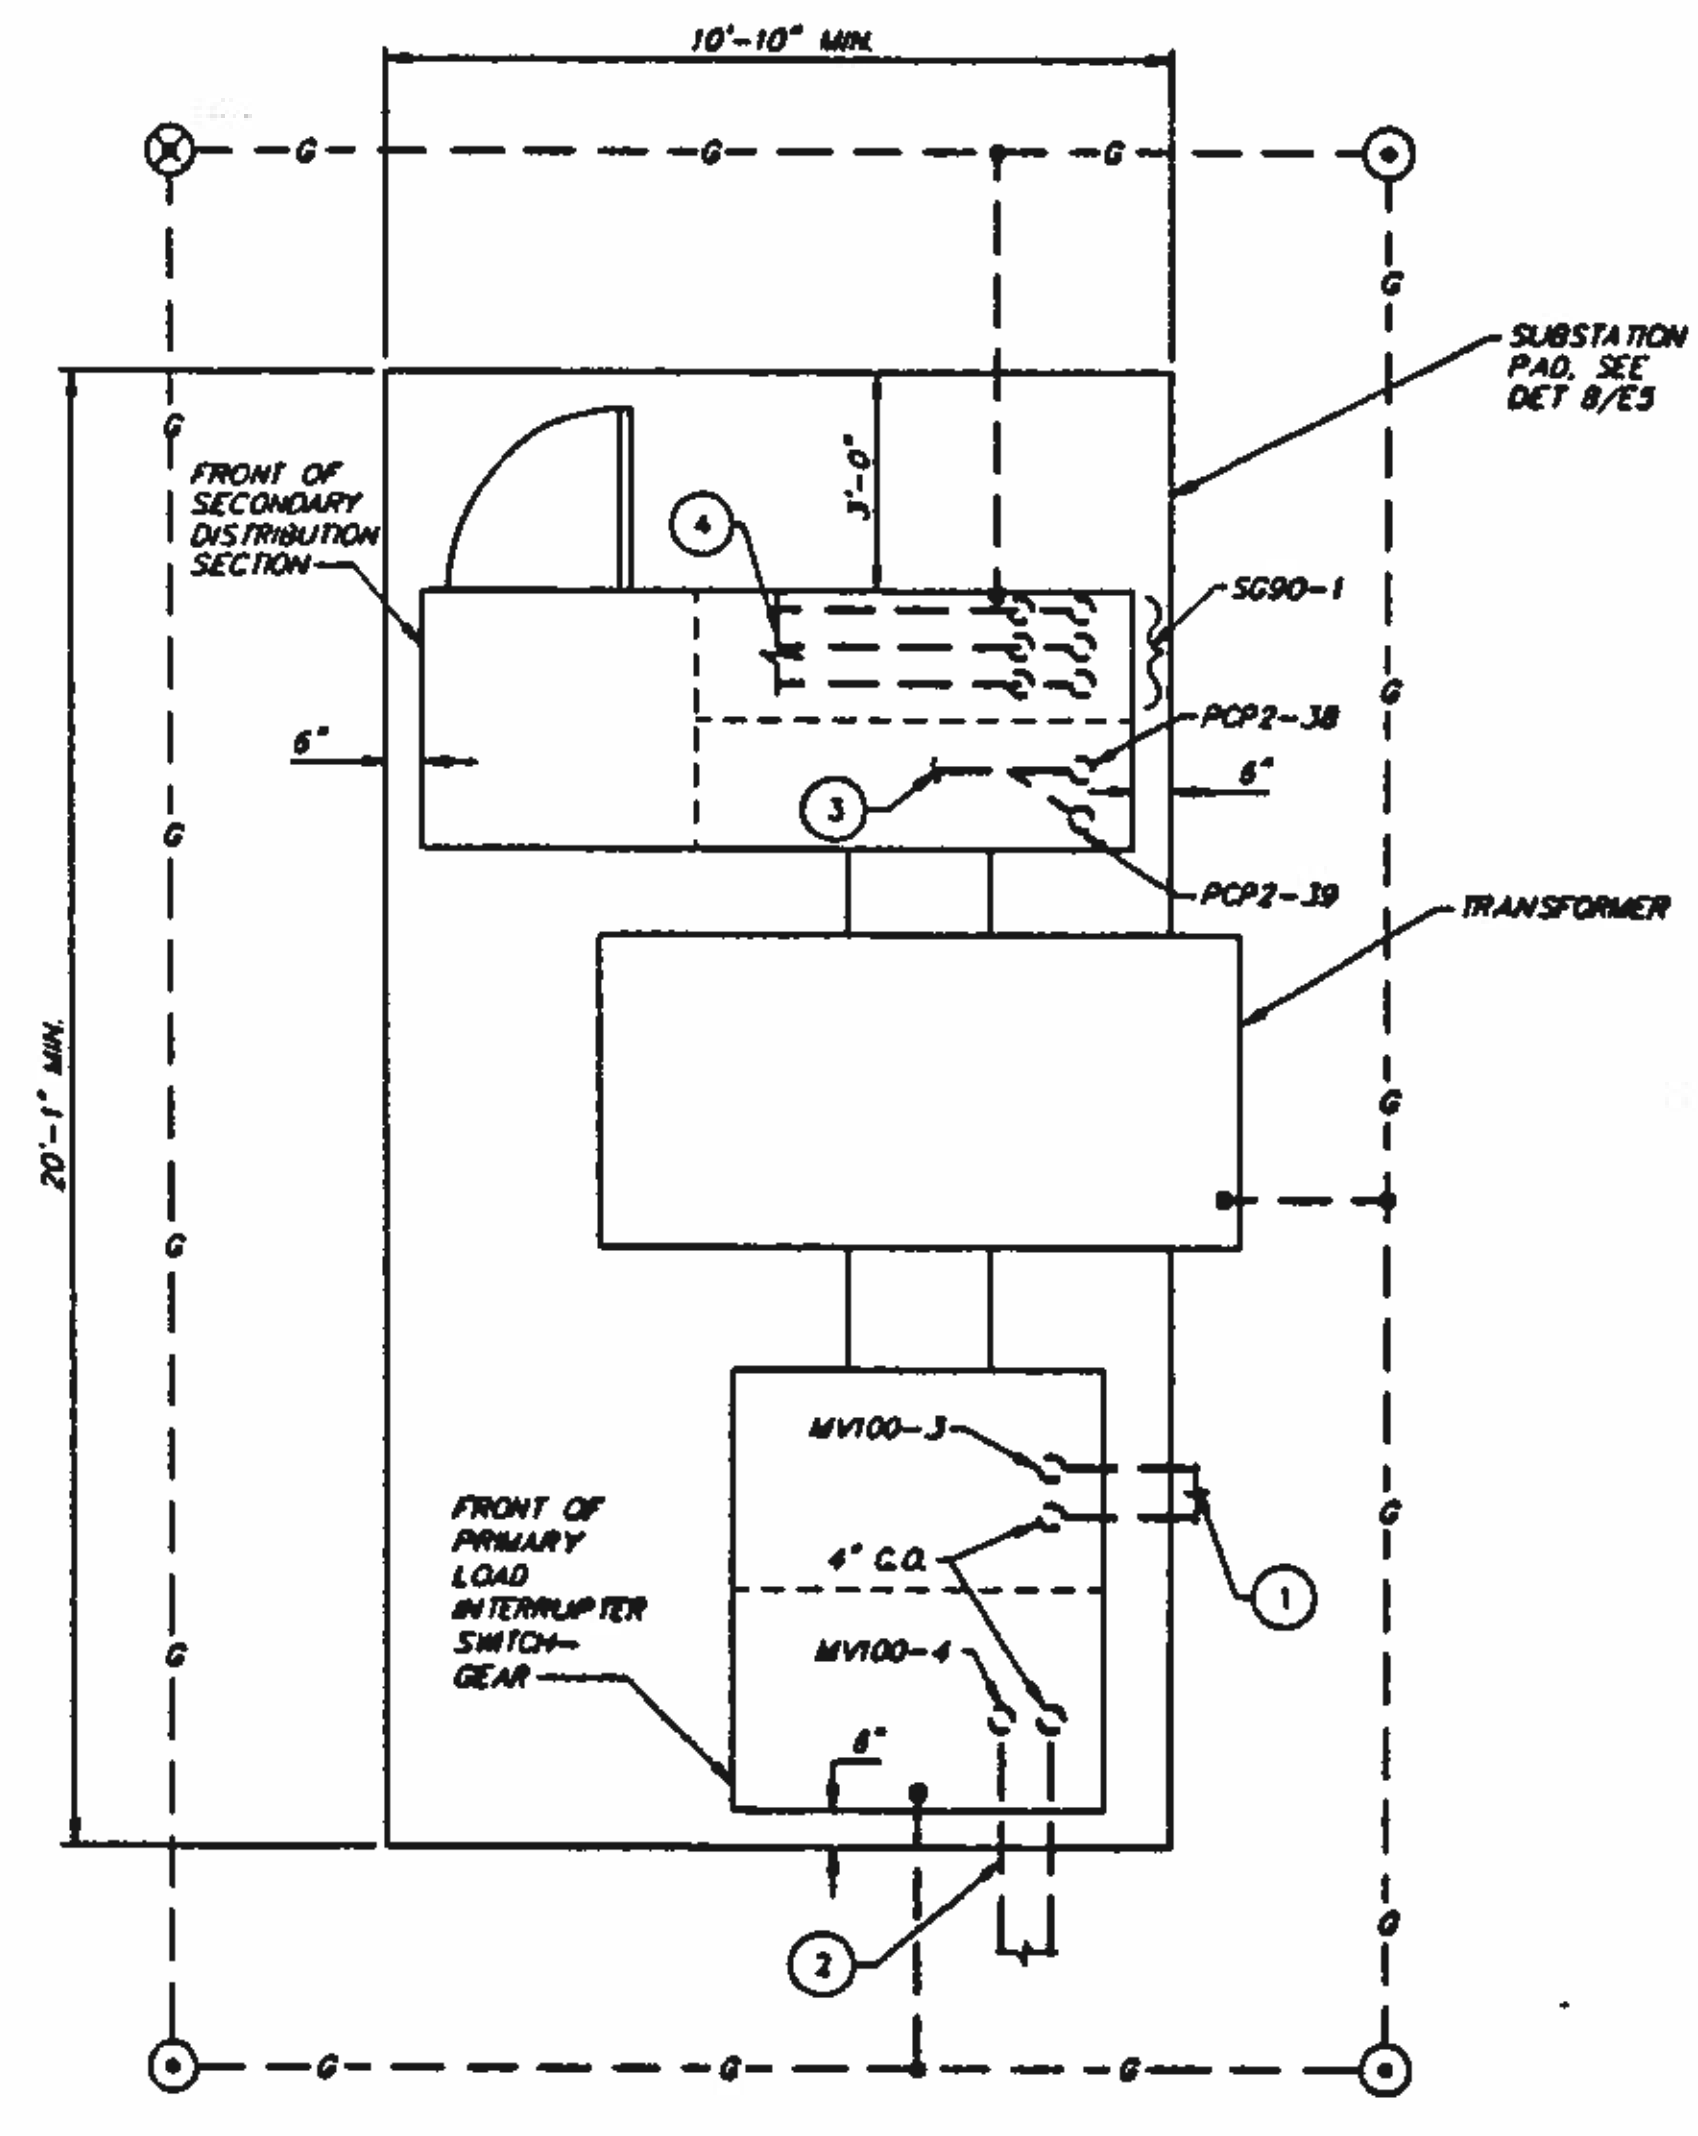 10'-10" MIN.
G G G
G
SUBSTATION
PAD, SEE
DET 8/E5
G
FRONT OF
SECONDARY
DISTRIBUTION
SECTION
4
3'-0"
SG90-1
G
PCP2-38
6"
6"
3
G
PCP2-39
TRANSFORMER
20'-1" MIN.
G
G
MV100-3
FRONT OF
PRIMARY
LOAD
INTERRUPTER
SWITCH-
GEAR
G
4" C.O.
1
MV100-4
G
8"
G
2
G G G